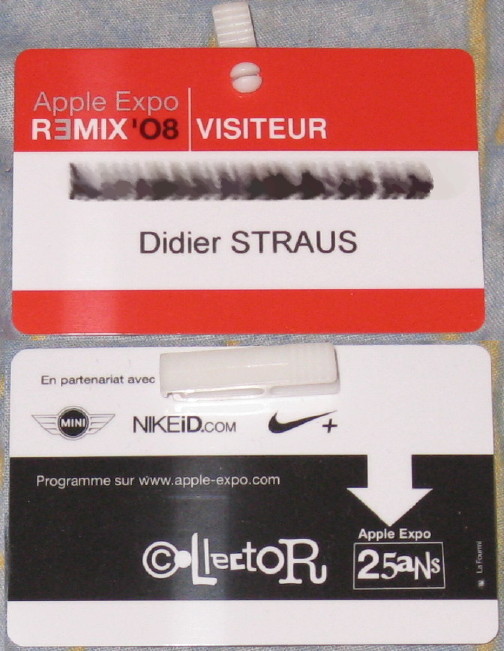 Apple Expo
REMIX '08 VISITEUR
Didier STRAUS
En partenariat avec
MINI NIKEiD.COM +
Programme sur www.apple-expo.com
cOLLectoR
Apple Expo
25aNs
La Fourmi